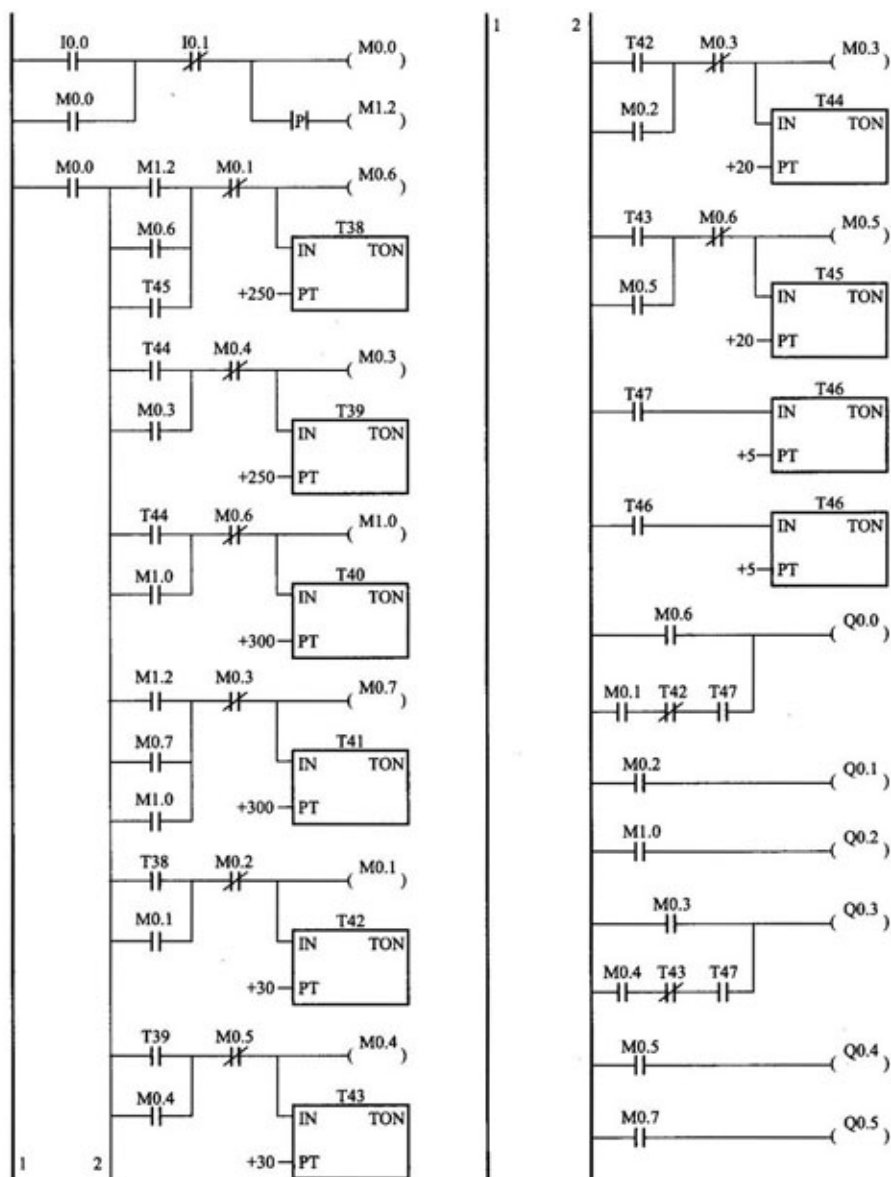 I0.0 I0.1 M0.0
M0.0 P M1.2
M0.0 M1.2 M0.1 M0.6
M0.6 T38
IN TON
T45
+250 PT
T44 M0.4 M0.3
M0.3 T39
IN TON
+250 PT
T44 M0.6 M1.0
M1.0 T40
IN TON
+300 PT
M1.2 M0.3 M0.7
M0.7 T41
IN TON
M1.0
+300 PT
T38 M0.2 M0.1
M0.1 T42
IN TON
+30 PT
T39 M0.5 M0.4
M0.4 T43
IN TON
+30 PT
1 2
1 2
T42 M0.3 M0.3
M0.2 T44
IN TON
+20 PT
T43 M0.6 M0.5
M0.5 T45
IN TON
+20 PT
T47 T46
IN TON
+5 PT
T46 T46
IN TON
+5 PT
M0.6 Q0.0
M0.1 T42 T47
M0.2 Q0.1
M1.0 Q0.2
M0.3 Q0.3
M0.4 T43 T47
M0.5 Q0.4
M0.7 Q0.5